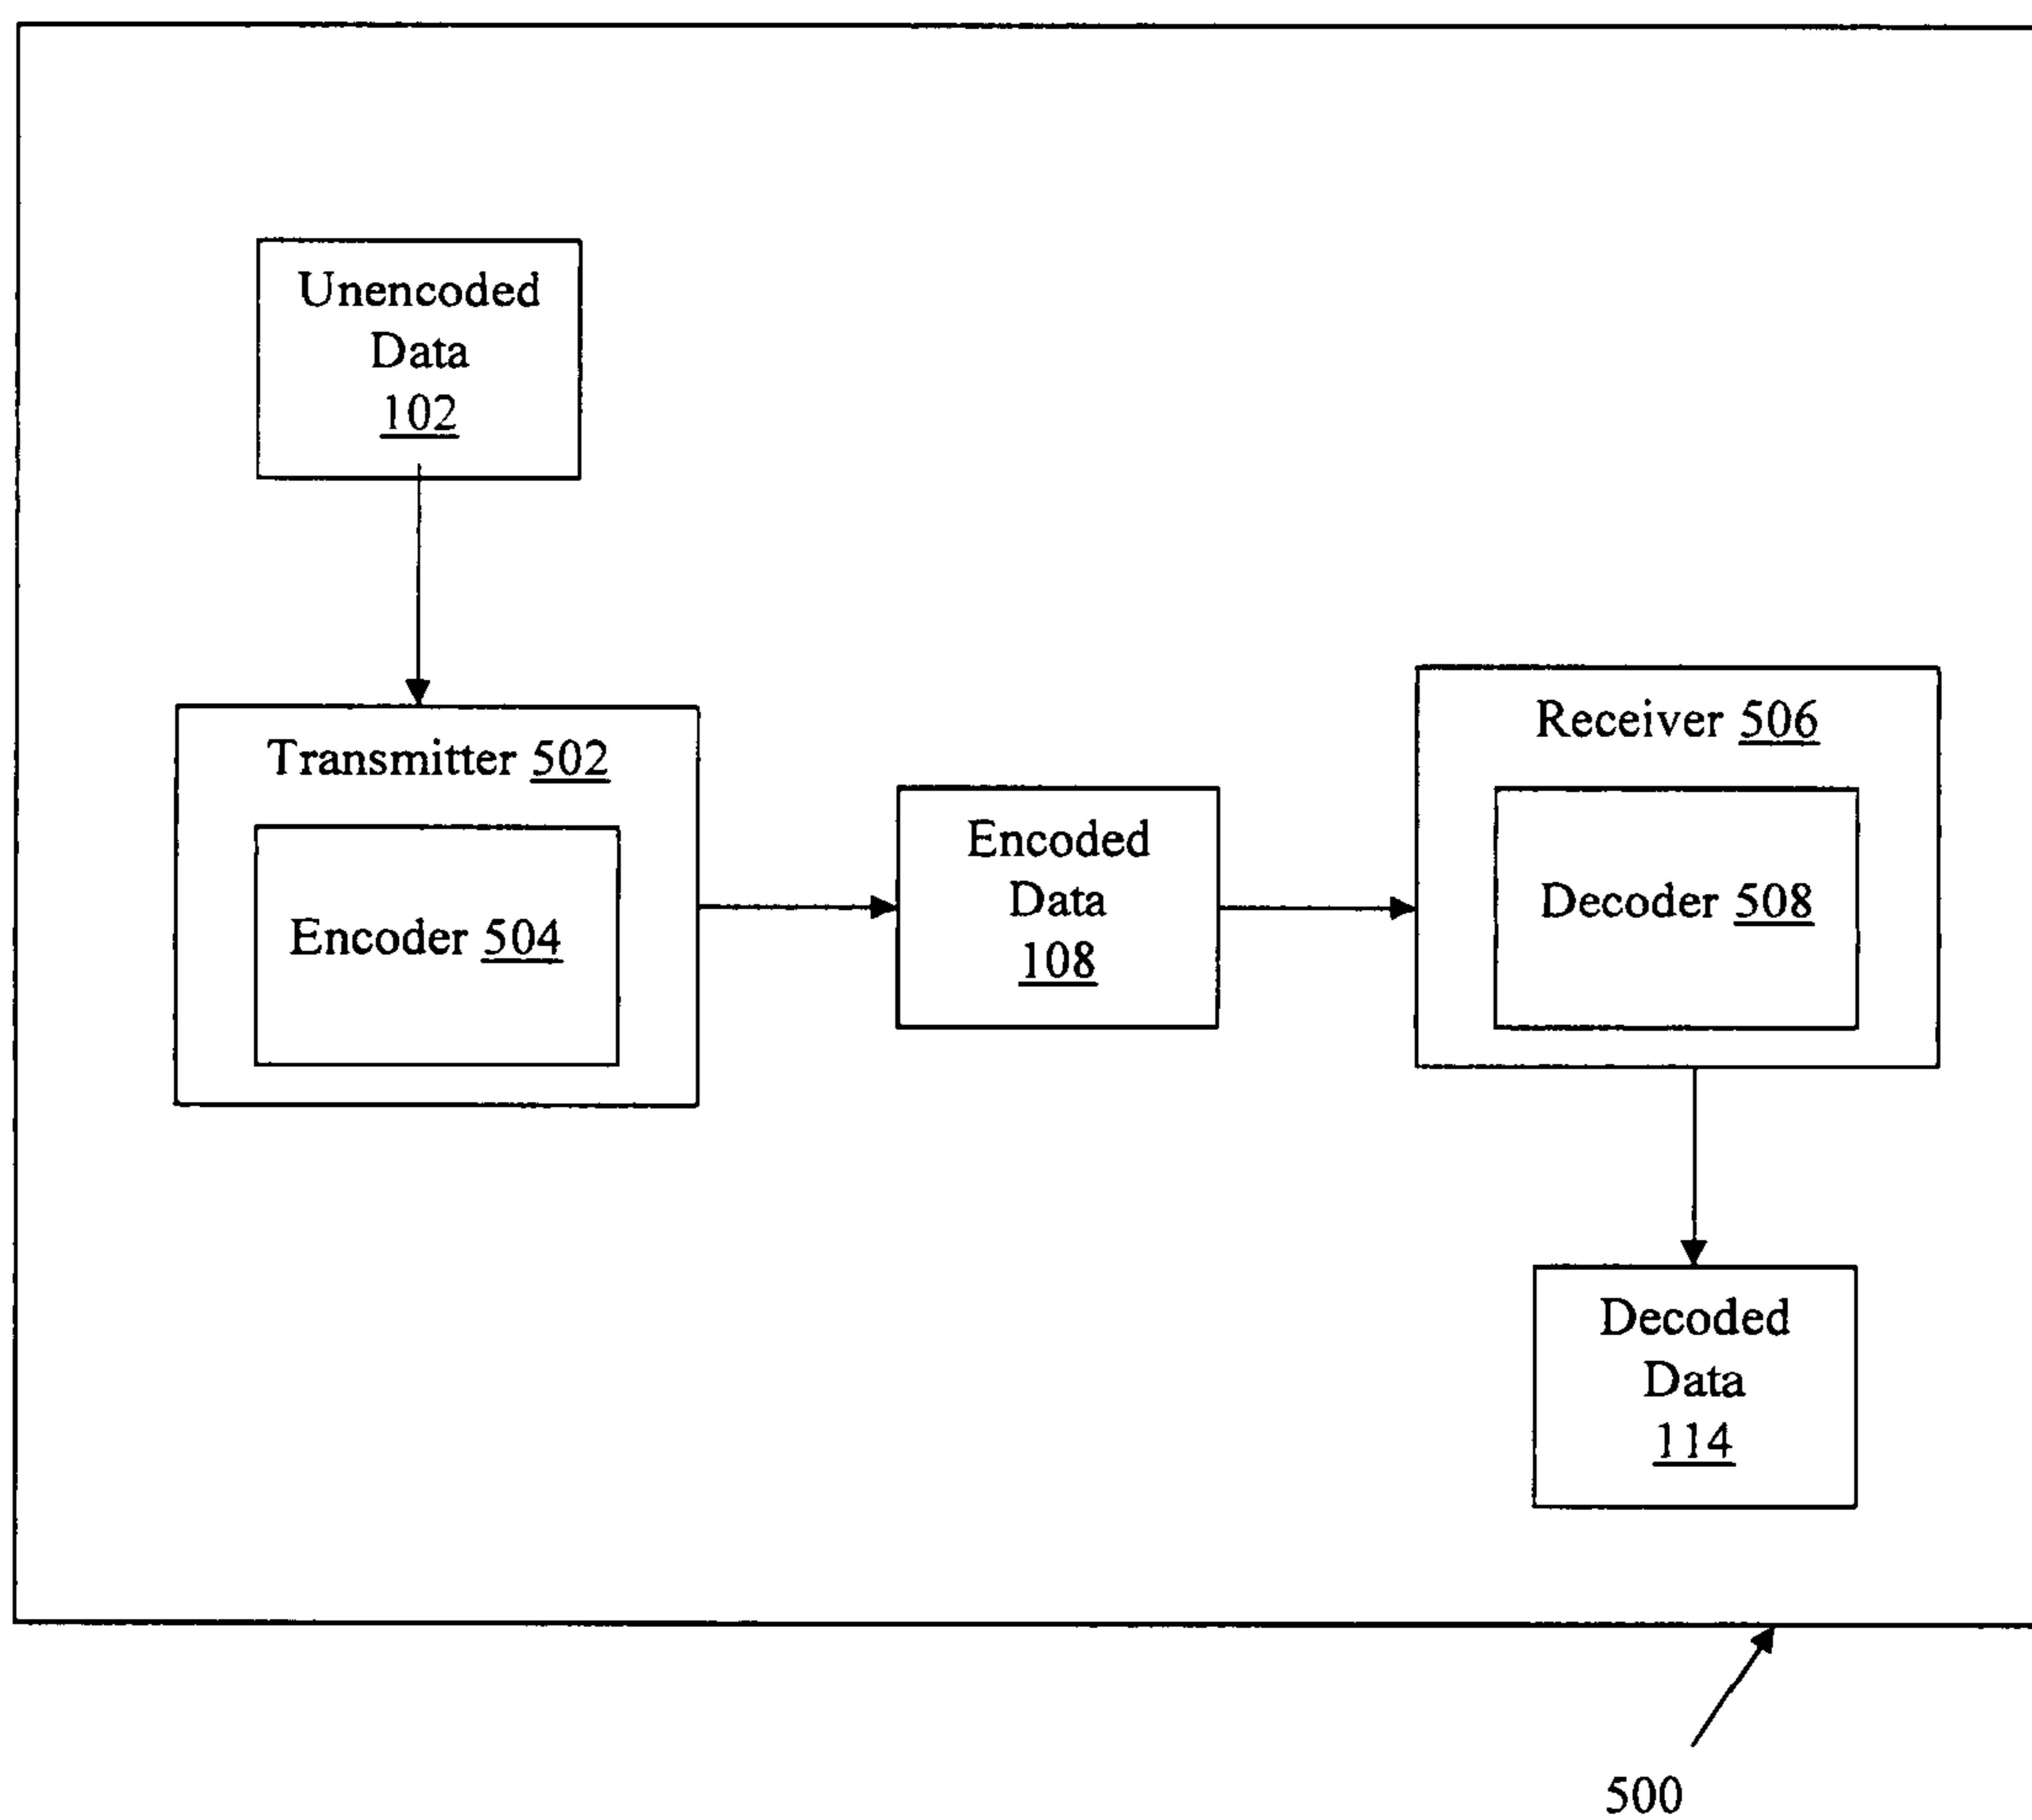 Unencoded
Data
102
Transmitter 502
Encoder 504
Encoded
Data
108
Receiver 506
Decoder 508
Decoded
Data
114
500